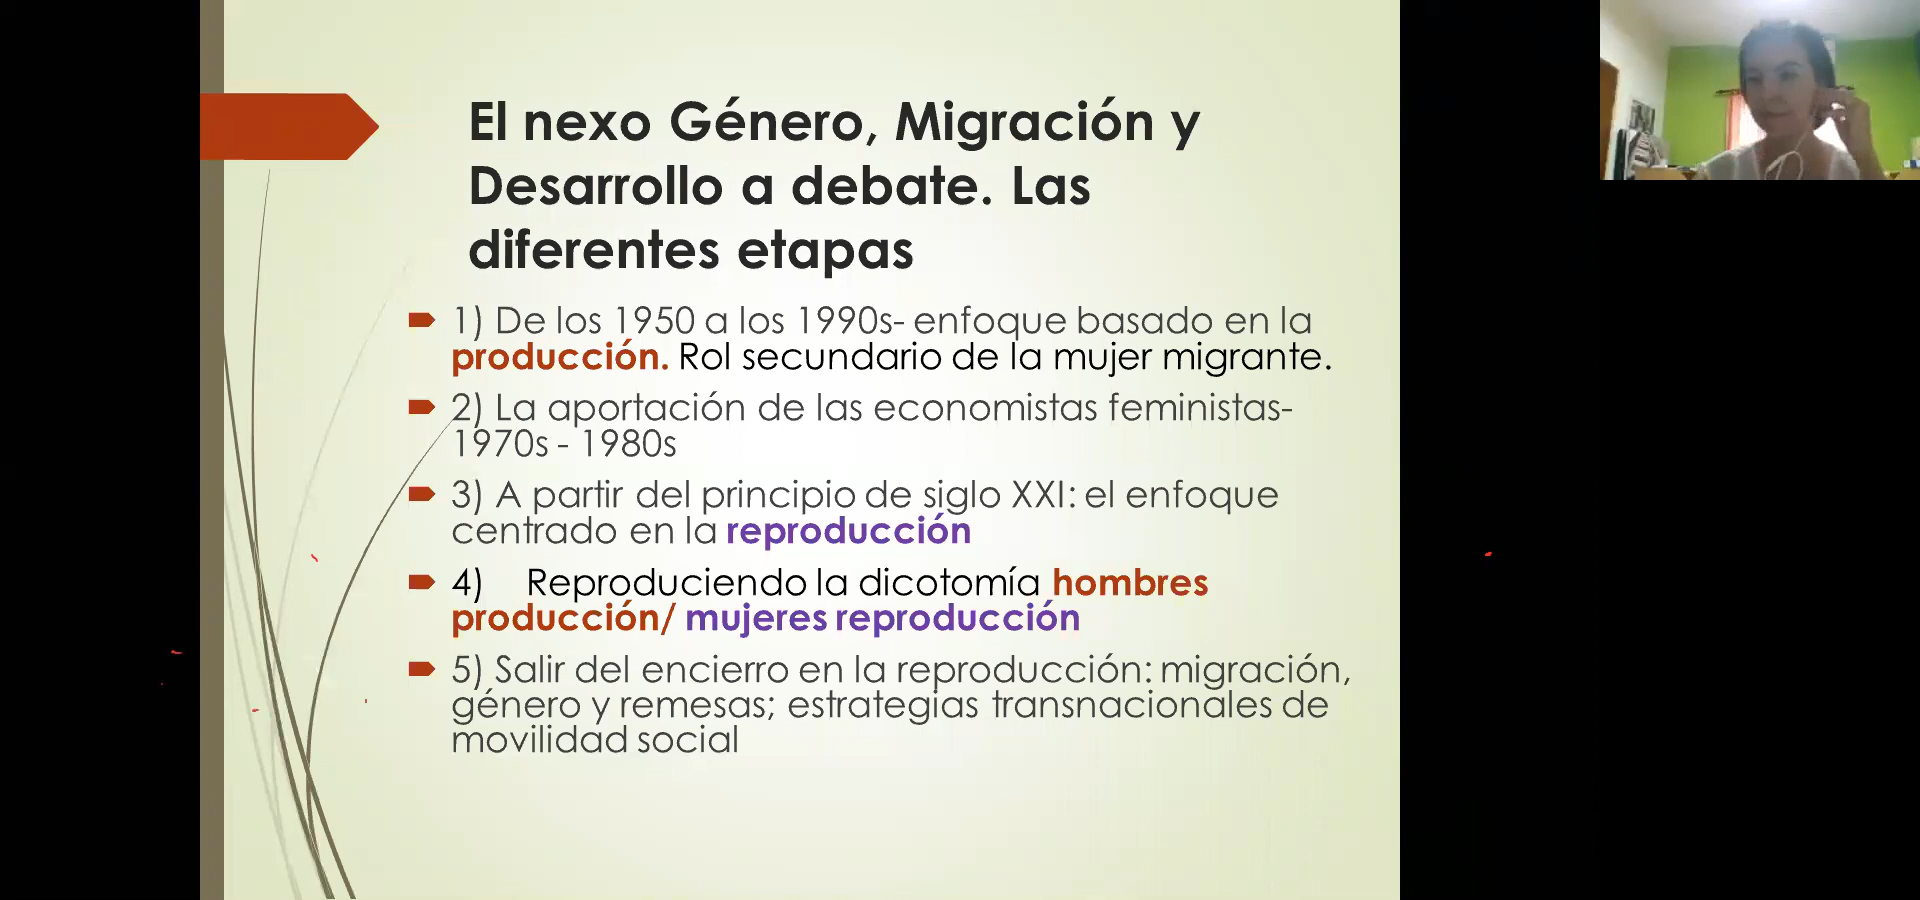 El nexo Género, Migración y
Desarrollo a debate. Las
diferentes etapas
1) De los 1950 a los 1990s- enfoque basado en la
producción. Rol secundario de la mujer migrante.
2) La aportación de las economistas feministas-
1970s - 1980s
3) A partir del principio de siglo XXI: el enfoque
centrado en la reproducción
4) Reproduciendo la dicotomía hombres
producción/ mujeres reproducción
5) Salir del encierro en la reproducción: migración,
género y remesas; estrategias transnacionales de
movilidad social